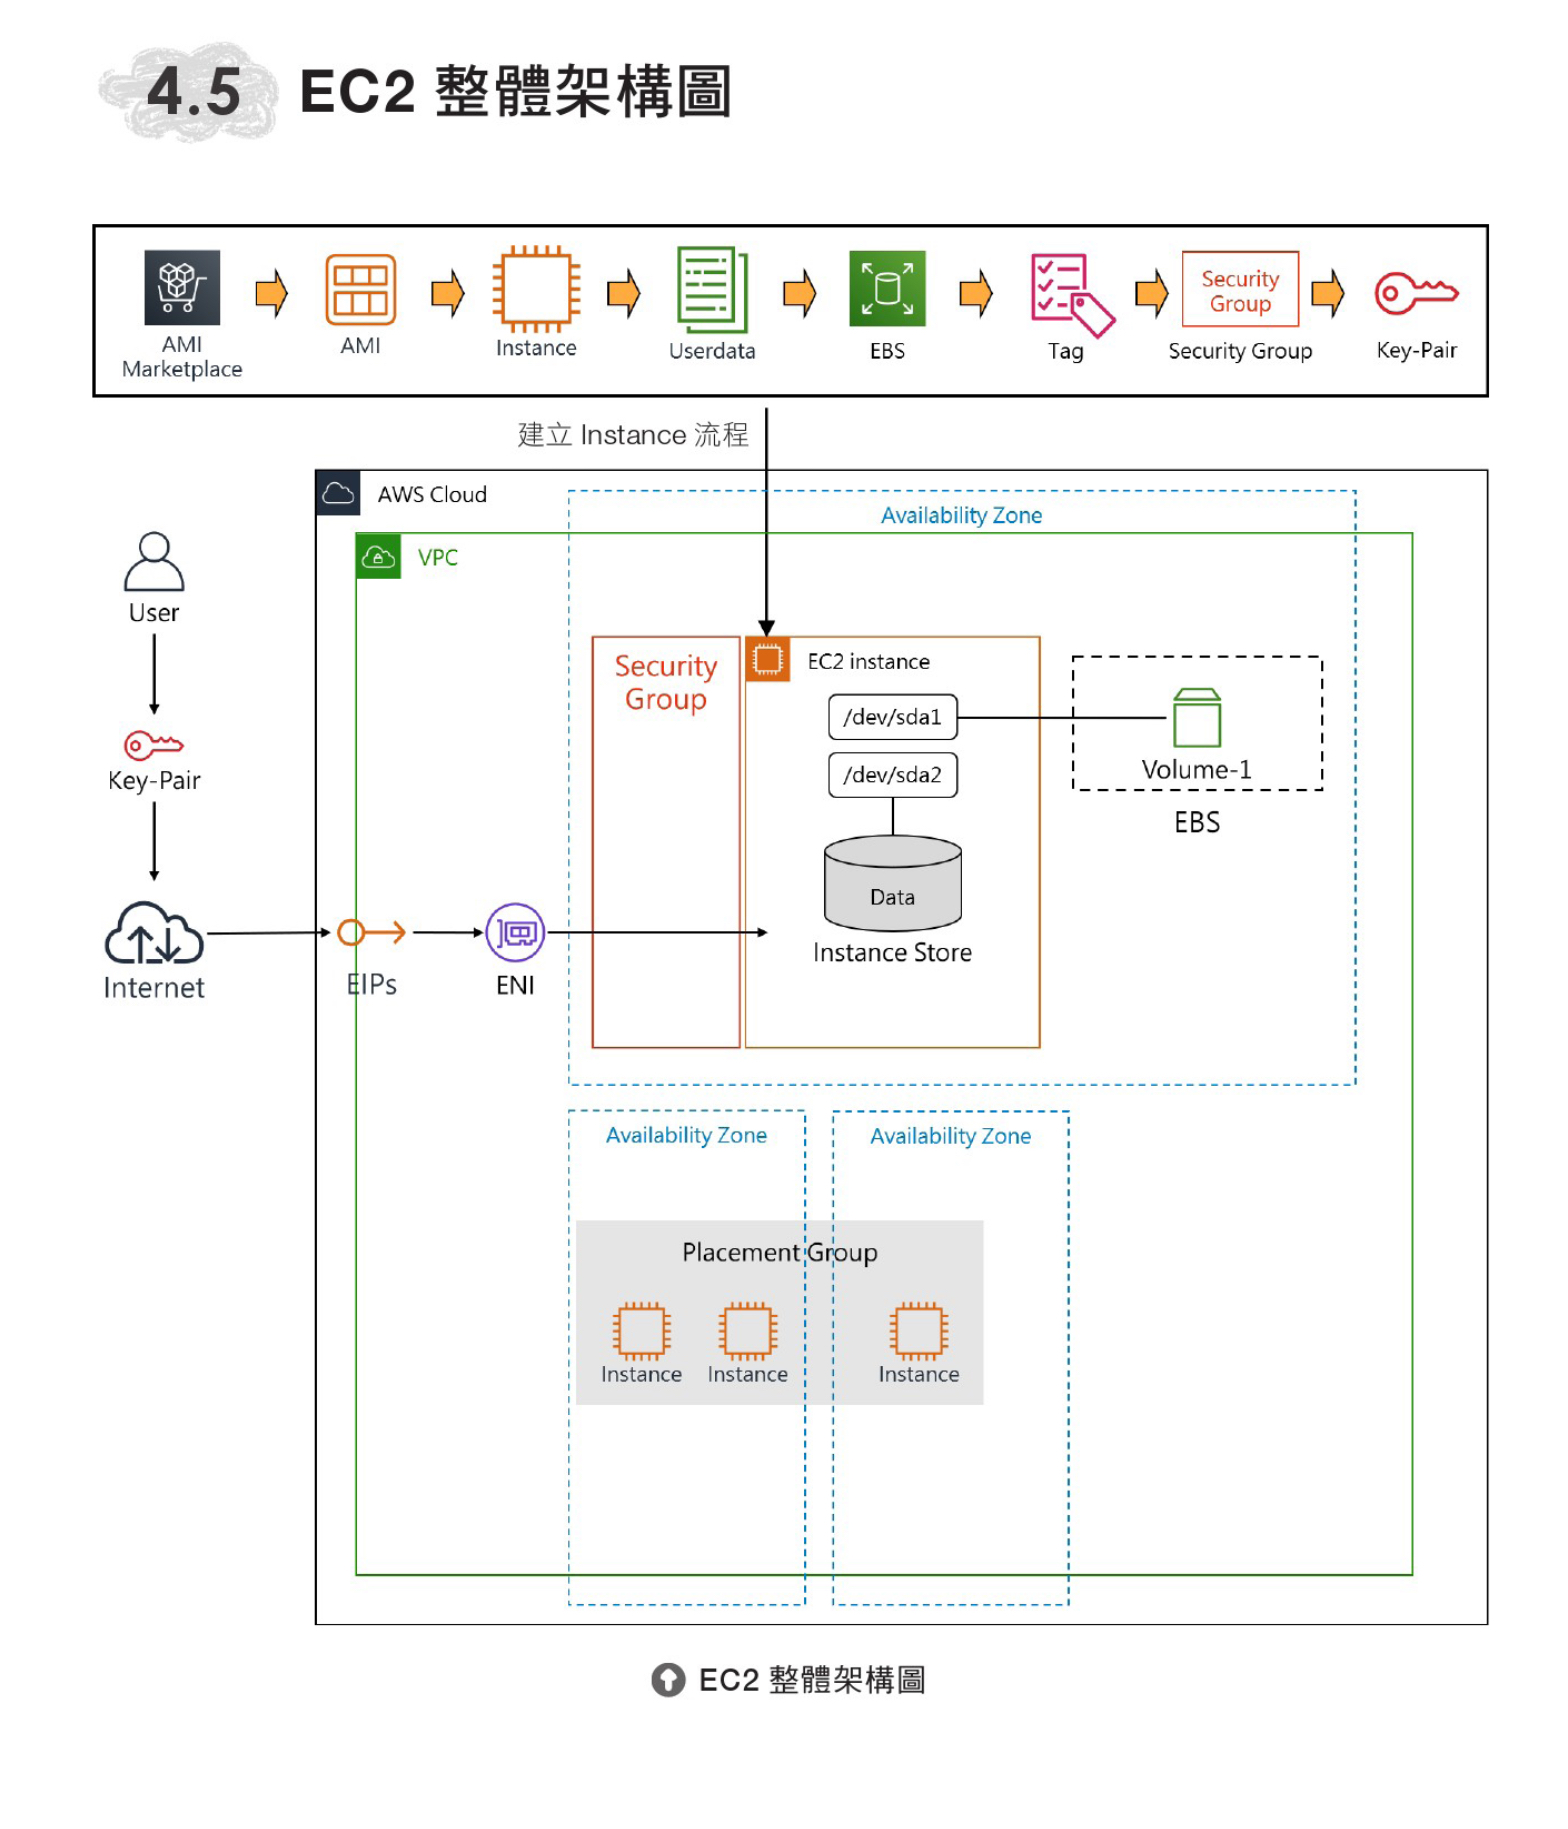 4.5 EC2 整體架構圖
AMI
Marketplace
AMI
Instance
Userdata
EBS
Tag
Security
Group
Security Group
Key-Pair
建立 Instance 流程
AWS Cloud
Availability Zone
VPC
User
Key-Pair
Internet
EIPs
ENI
Security
Group
EC2 instance
/dev/sda1
/dev/sda2
Data
Instance Store
Volume-1
EBS
Availability Zone
Availability Zone
Placement Group
Instance
Instance
Instance
EC2 整體架構圖